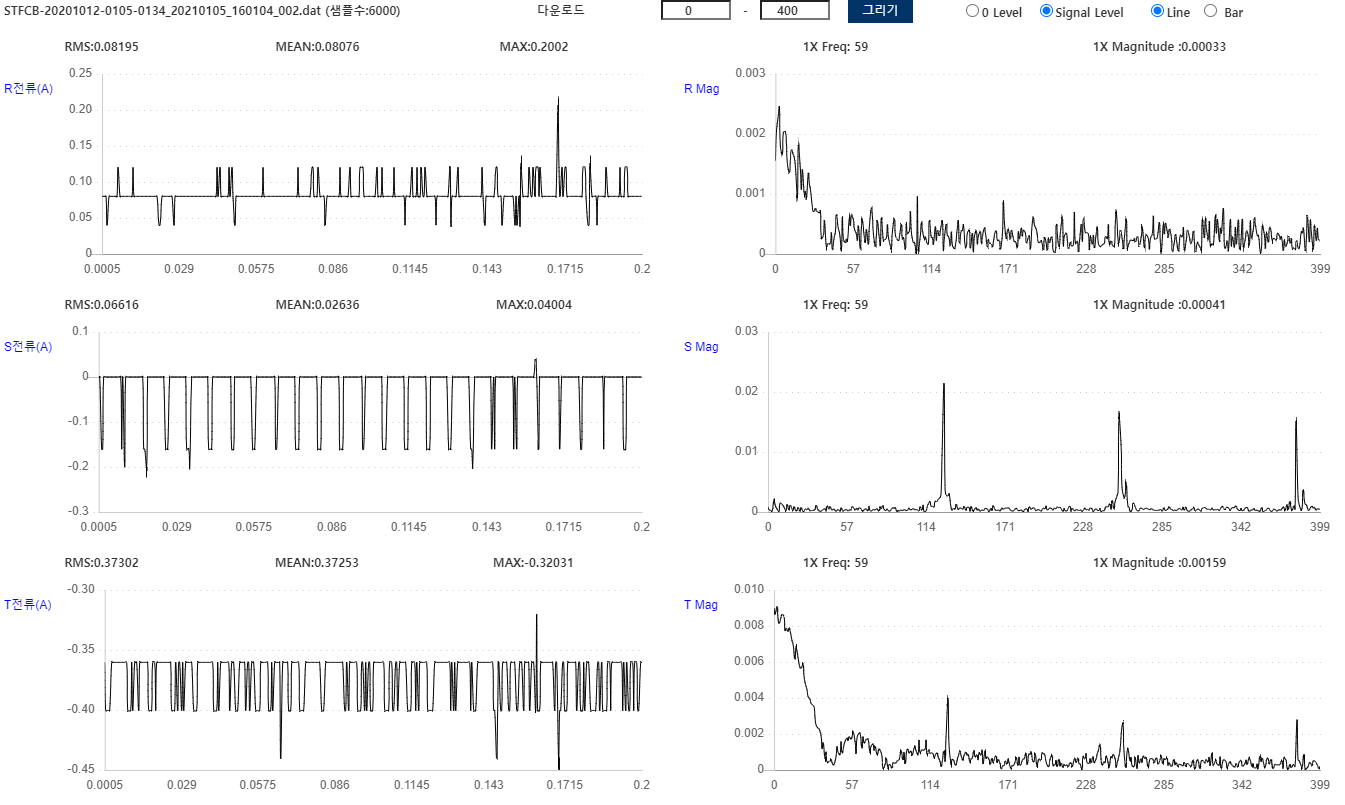 STFCB-20201012-0105-0134_20210105_160104_002.dat (샘플수:6000) 다운로드 0 - 400 그리기 0 Level Signal Level Line Bar
RMS:0.08195 MEAN:0.08076 MAX:0.2002
R전류(A)
0.25
0.20
0.15
0.10
0.05
0
0.0005 0.029 0.0575 0.086 0.1145 0.143 0.1715 0.2
1X Freq: 59 1X Magnitude :0.00033
R Mag
0.003
0.002
0.001
0
0 57 114 171 228 285 342 399
RMS:0.06616 MEAN:0.02636 MAX:0.04004
S전류(A)
0.1
0
-0.1
-0.2
-0.3
0.0005 0.029 0.0575 0.086 0.1145 0.143 0.1715 0.2
1X Freq: 59 1X Magnitude :0.00041
S Mag
0.03
0.02
0.01
0
0 57 114 171 228 285 342 399
RMS:0.37302 MEAN:0.37253 MAX:-0.32031
T전류(A)
-0.30
-0.35
-0.40
-0.45
0.0005 0.029 0.0575 0.086 0.1145 0.143 0.1715 0.2
1X Freq: 59 1X Magnitude :0.00159
T Mag
0.010
0.008
0.006
0.004
0.002
0
0 57 114 171 228 285 342 399